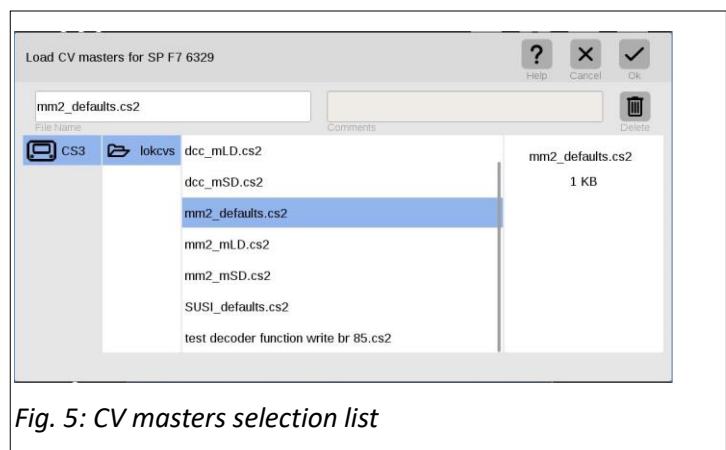 Load CV masters for SP F7 6329
Help Cancel Ok
mm2_defaults.cs2
File Name Comments Delete
CS3 lokcvs dcc_mLD.cs2 mm2_defaults.cs2
dcc_mSD.cs2 1 KB
mm2_defaults.cs2
mm2_mLD.cs2
mm2_mSD.cs2
SUSI_defaults.cs2
test decoder function write br 85.cs2
Fig. 5: CV masters selection list